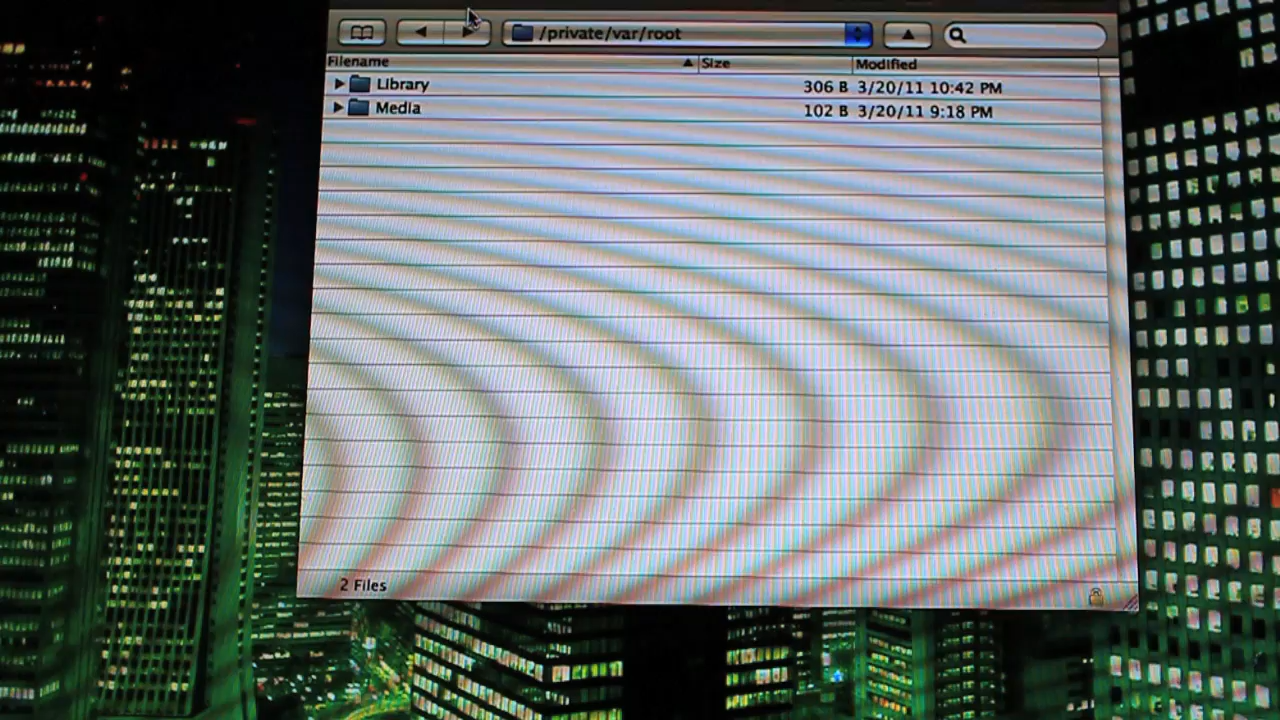 /private/var/root
Filename Size Modified
Library 306 B 3/20/11 10:42 PM
Media 102 B 3/20/11 9:18 PM
2 Files